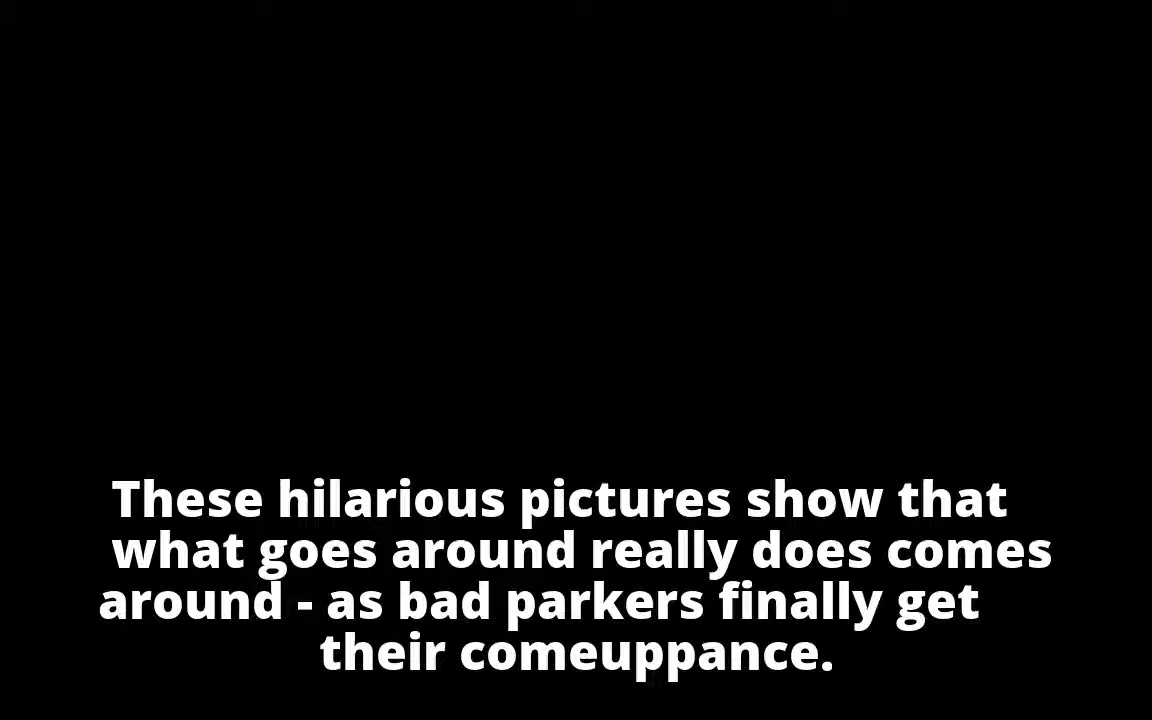 These hilarious pictures show that
what goes around really does comes
around - as bad parkers finally get
their comeuppance.